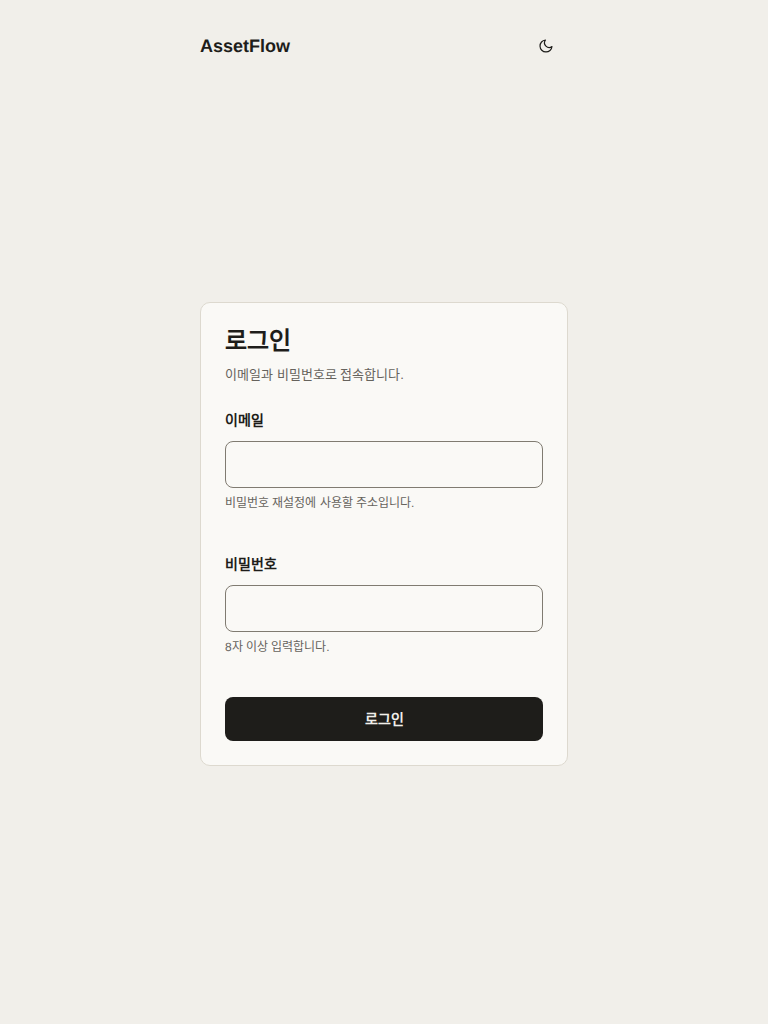 AssetFlow
로그인
이메일과 비밀번호로 접속합니다.
이메일
비밀번호 재설정에 사용할 주소입니다.
비밀번호
8자 이상 입력합니다.
로그인